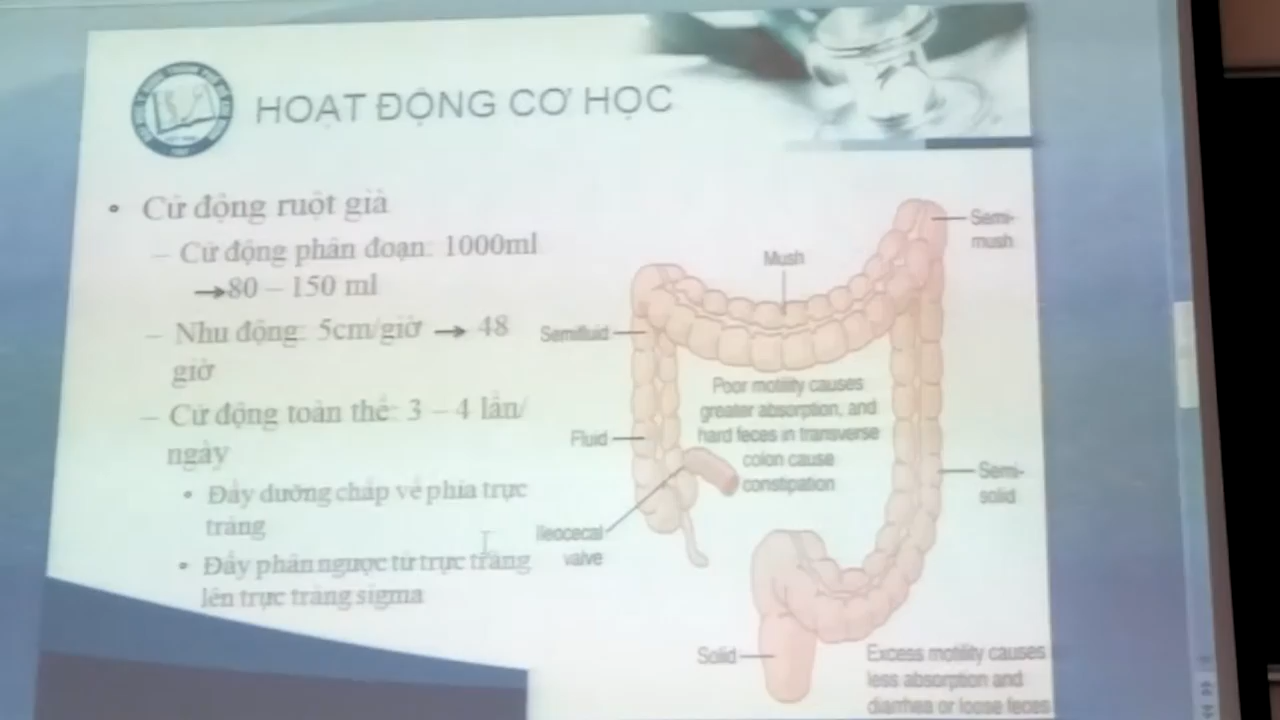 HOẠT ĐỘNG CƠ HỌC
• Cử động ruột già
– Cử động phân đoạn: 1000ml
→80 – 150 ml
– Nhu động: 5cm/giờ → 48
giờ
– Cử động toàn thể: 3 – 4 lần/
ngày
• Đẩy dưỡng chấp về phía trực
tràng
• Đẩy phân ngược từ trực tràng
lên trực tràng sigma
Semi-
mush
Mush
Semifluid
Poor motility causes
greater absorption, and
hard feces in transverse
colon cause
constipation
Fluid
Semi-
solid
Ileocecal
valve
Solid
Excess motility causes
less absorption and
diarrhea or loose feces